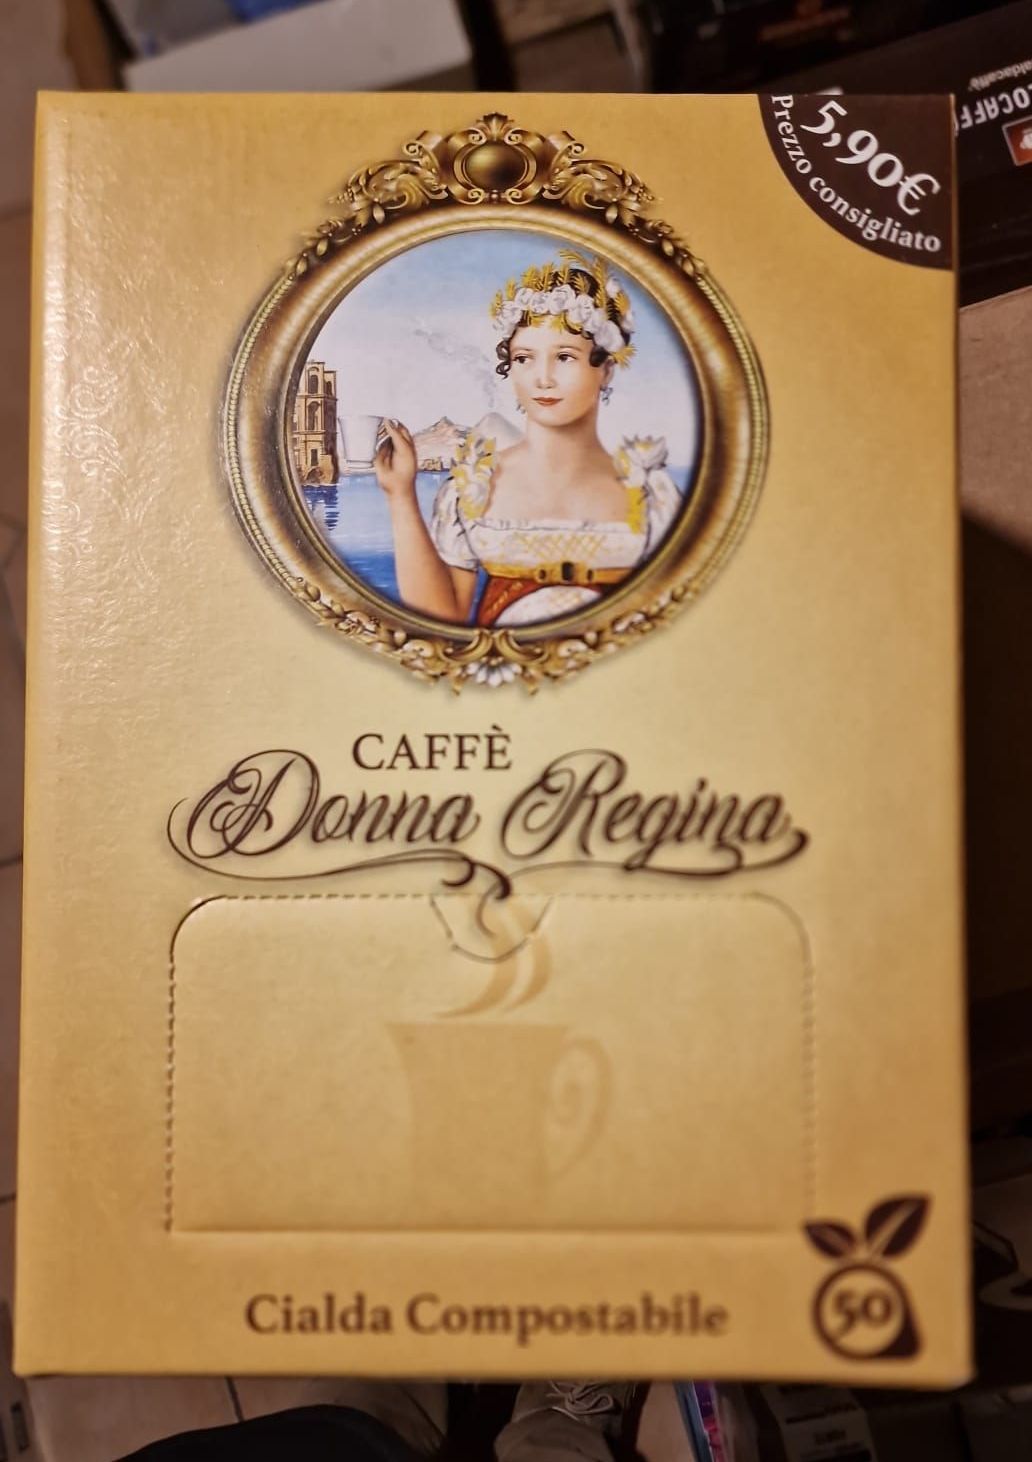 5,90€
Prezzo consigliato
CAFFÈ
Donna Regina
Cialda Compostabile
50